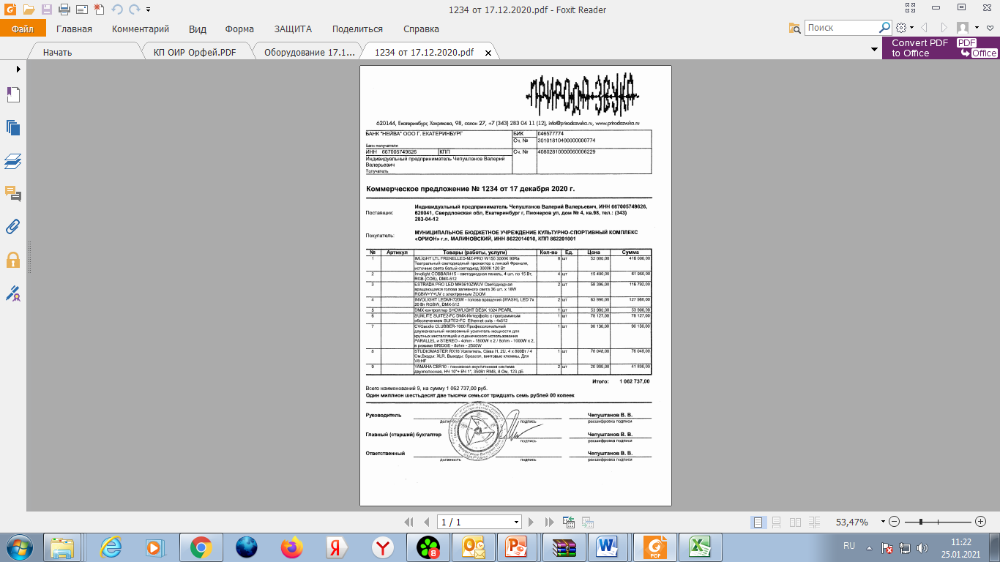 1234 от 17.12.2020.pdf - Foxit Reader
Файл Главная Комментарий Вид Форма ЗАЩИТА Поделиться Справка Поиск
Начать КП ОИР Орфей.PDF Оборудование 17.1... 1234 от 17.12.2020.pdf
Convert PDF to Office PDF Office
ПРИРОДА ЗВУКА
620144, Екатеринбург, Хохрякова, 98, салон 27, +7 (343) 283 04 11 (12), info@prirodazvuka.ru, www.prirodazvuka.ru
БАНК "НЕЙВА" ООО Г. ЕКАТЕРИНБУРГ БИК 046577774
Сч. № 30101810400000000774
Банк получателя
ИНН 667005749626 КПП Сч. № 40802810000060006229
Индивидуальный предприниматель Чепуштанов Валерий
Валерьевич
Получатель
Коммерческое предложение № 1234 от 17 декабря 2020 г.
Поставщик: Индивидуальный предприниматель Чепуштанов Валерий Валерьевич, ИНН 667005749626,
620041, Свердловская обл, Екатеринбург г, Пионеров ул, дом № 4, кв.98, тел.: (343)
283-04-12
Покупатель: МУНИЦИПАЛЬНОЕ БЮДЖЕТНОЕ УЧРЕЖДЕНИЕ КУЛЬТУРНО-СПОРТИВНЫЙ КОМПЛЕКС
«ОРИОН» г.п. МАЛИНОВСКИЙ, ИНН 8622014010, КПП 862201001
№ Артикул Товары (работы, услуги) Кол-во Ед. Цена Сумма
1 IMLIGHT LTL FRENELLED-MZ-PRO W150 3000K 90Ra 8 шт 52 000,00 416 000,00
Театральный светодиодный прожектор с линзой Френеля,
источник света белый светодиод 3000K 120 Вт
2 Involight COBBAR415 - светодиодная панель, 4 шт. по 15 Вт, 4 шт 15 490,00 61 960,00
RGB (COB), DMX-512
3 ESTRADA PRO LED MH3610ZWUV Светодиодная 2 шт 58 396,00 116 792,00
вращающаяся голова заливного света 36 шт. x 18W
RGBW+Y+UV с электронным ZOOM
4 INVOLIGHT LEDMH720W - голова вращения (WASH), LED 7x 2 шт 63 990,00 127 980,00
20 Вт RGBW, DMX-512
5 DMX контроллер SHOWLIGHT DESK 1024 PEARL 1 шт 53 900,00 53 900,00
6 SUNLITE SUITE2-FC DMX-Интерфейс с программным 1 шт 78 127,00 78 127,00
обеспечением SUITE2-FC Ethernet outs - 4x512
7 CVGaudio CLUBBER-1000 Профессиональный 1 шт 90 130,00 90 130,00
двухканальный низкоомный усилитель мощности для
крупных инсталляций и сценического использования
PARALLEL и STEREO - 4ohm - 1500W x 2 / 8ohm - 1000W x 2,
в режиме BRIDGE - 8ohm - 2500W
8 STUDIOMASTER RX16 Усилитель, Class H. 2U, 4 x 800Вт / 4 1 шт 76 048,00 76 048,00
Ом,Входы: XLR, Выходы: Speacon, винтовые клеммы, Для
9 YAMAHA CBR10 - пассивная акустическая система 2 шт 20 900,00 41 800,00
двухполосная, НЧ 10"+ ВЧ 1", 350Вт RMS, 8 Ом, 123 дБ
Итого: 1 062 737,00
Всего наименований 9, на сумму 1 062 737,00 руб.
Один миллион шестьдесят две тысячи семьсот тридцать семь рублей 00 копеек
Руководитель Чепуштанов В. В.
подпись расшифровка подписи
Главный (старший) бухгалтер Чепуштанов В. В.
подпись расшифровка подписи
Ответственный Чепуштанов В. В.
должность подпись расшифровка подписи
1 / 1 53,47%
RU 11:22
25.01.2021